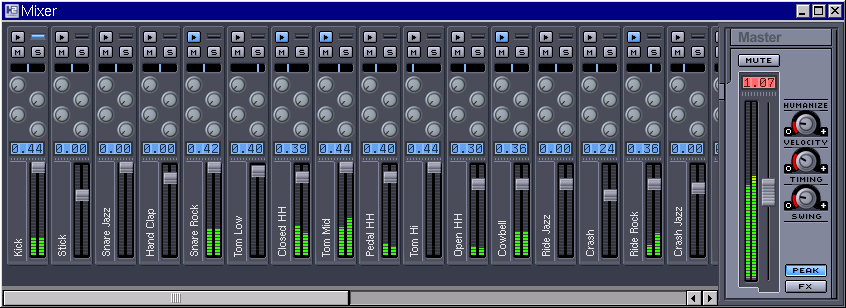 Mixer
Master
M S M S M S M S M S M S M S M S M S M S M S M S M S M S M S M S
MUTE
1.07
HUMANIZE
VELOCITY
TIMING
SWING
0.44 0.00 0.00 0.00 0.42 0.40 0.39 0.44 0.40 0.40 0.30 0.36 0.00 0.24 0.36 0.00
Kick
Stick
Snare Jazz
Hand Clap
Snare Rock
Tom Low
Closed HH
Tom Mid
Pedal HH
Tom Hi
Open HH
Cowbell
Ride Jazz
Crash
Ride Rock
Crash Jazz
PEAK
FX